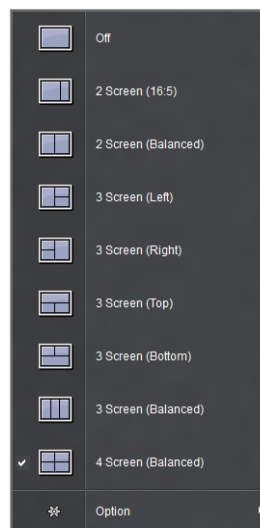 Off
2 Screen (16:5)
2 Screen (Balanced)
3 Screen (Left)
3 Screen (Right)
3 Screen (Top)
3 Screen (Bottom)
3 Screen (Balanced)
4 Screen (Balanced)
Option